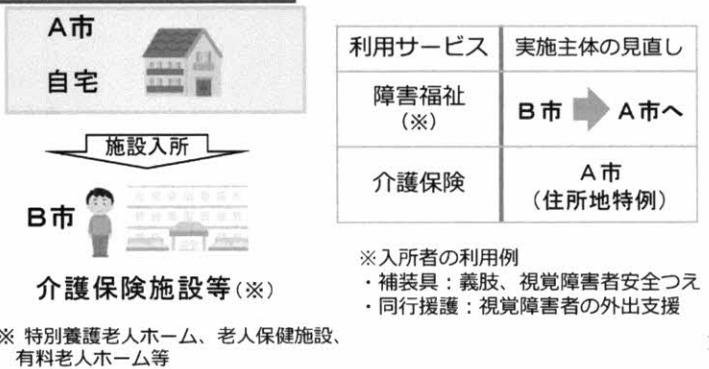 A市
自宅
施設入所
B市
介護保険施設等(※)
※ 特別養護老人ホーム、老人保健施設、
有料老人ホーム等
利用サービス 実施主体の見直し
障害福祉
(※)
B市 A市へ
介護保険
A市
(住所地特例)
※入所者の利用例
・補装具：義肢、視覚障害者安全つえ
・同行援護：視覚障害者の外出支援